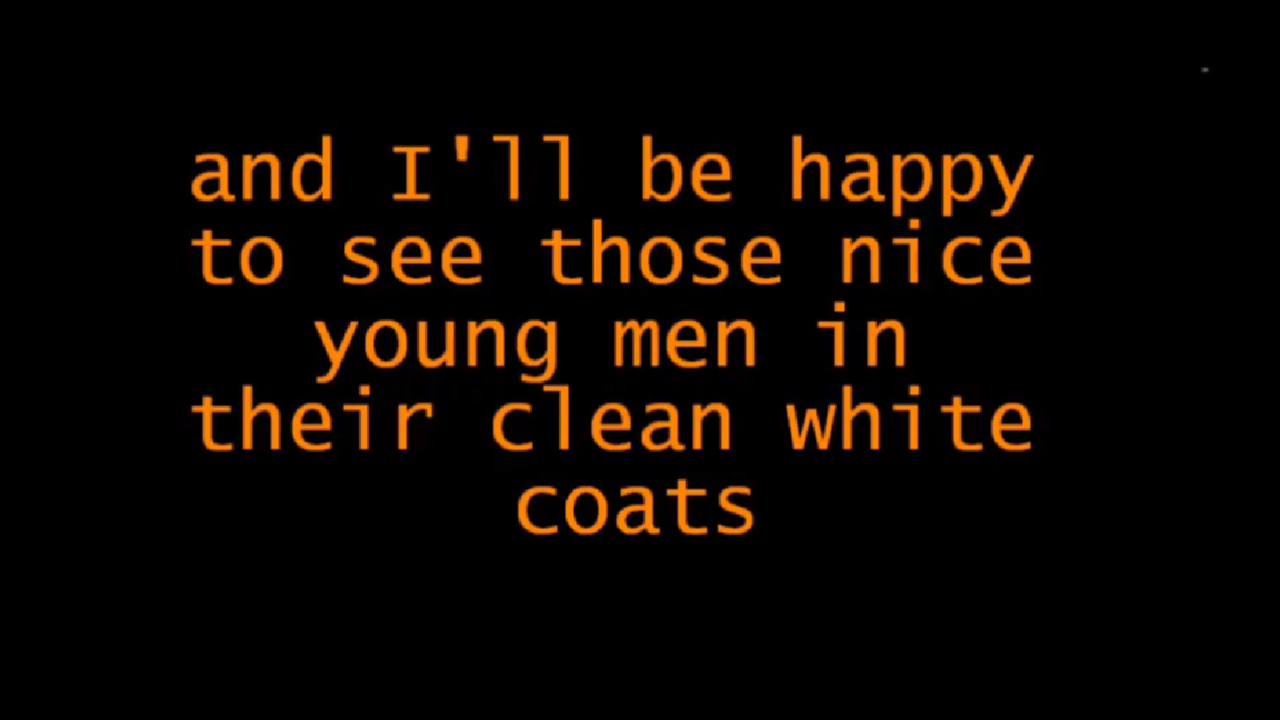 and I'll be happy
to see those nice
young men in
their clean white
coats